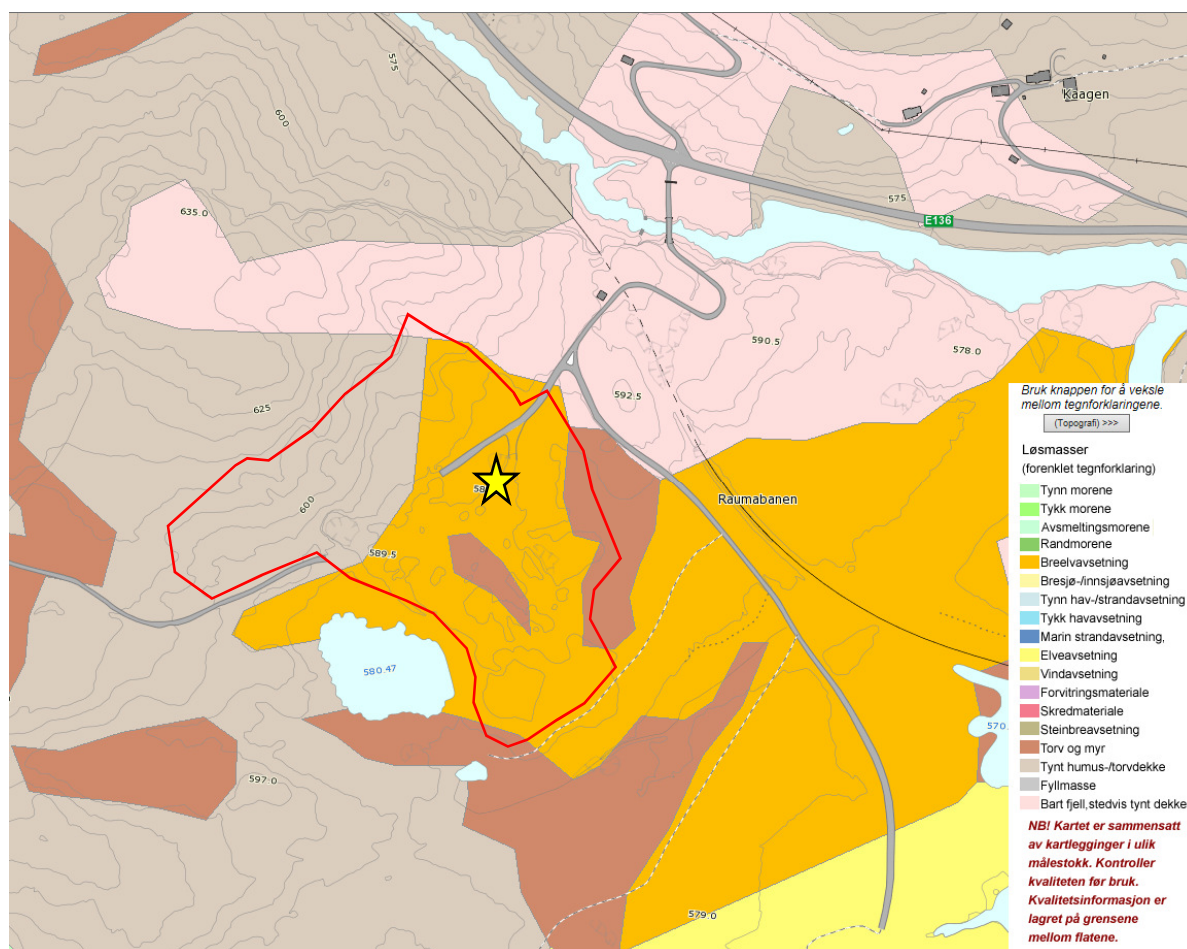 575
600
Kaagen
635.0
575
E136
590.5
578.0
592.5
625
600
Raumabanen
589.5
580.47
597.0
570
579.0
Bruk knappen for å veksle
mellom tegnforklaringene.
(Topografi) >>>
Løsmasser
(forenklet tegnforklaring)
Tynn morene
Tykk morene
Avsmeltingsmorene
Randmorene
Breelvavsetning
Bresjø-/innsjøavsetning
Tynn hav-/strandavsetning
Tykk havavsetning
Marin strandavsetning,
Elveavsetning
Vindavsetning
Forvitringsmateriale
Skredmateriale
Steinbreavsetning
Torv og myr
Tynt humus-/torvdekke
Fyllmasse
Bart fjell,stedvis tynt dekke
NB! Kartet er sammensatt
av kartlegginger i ulik
målestokk. Kontroller
kvaliteten før bruk.
Kvalitetsinformasjon er
lagret på grensene
mellom flatene.